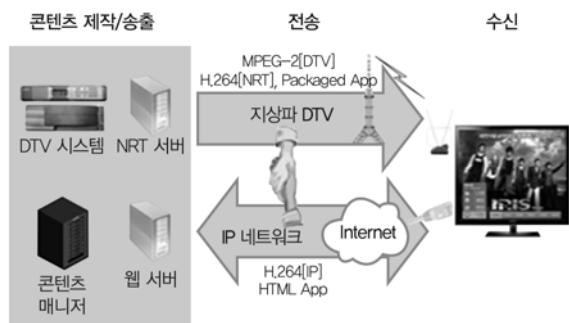 콘텐츠 제작/송출
전송
수신
MPEG-2[DTV]
H.264[NRT], Packaged App
지상파 DTV
DTV 시스템
NRT 서버
IP 네트워크
Internet
콘텐츠
매니저
웹 서버
H.264[IP]
HTML App